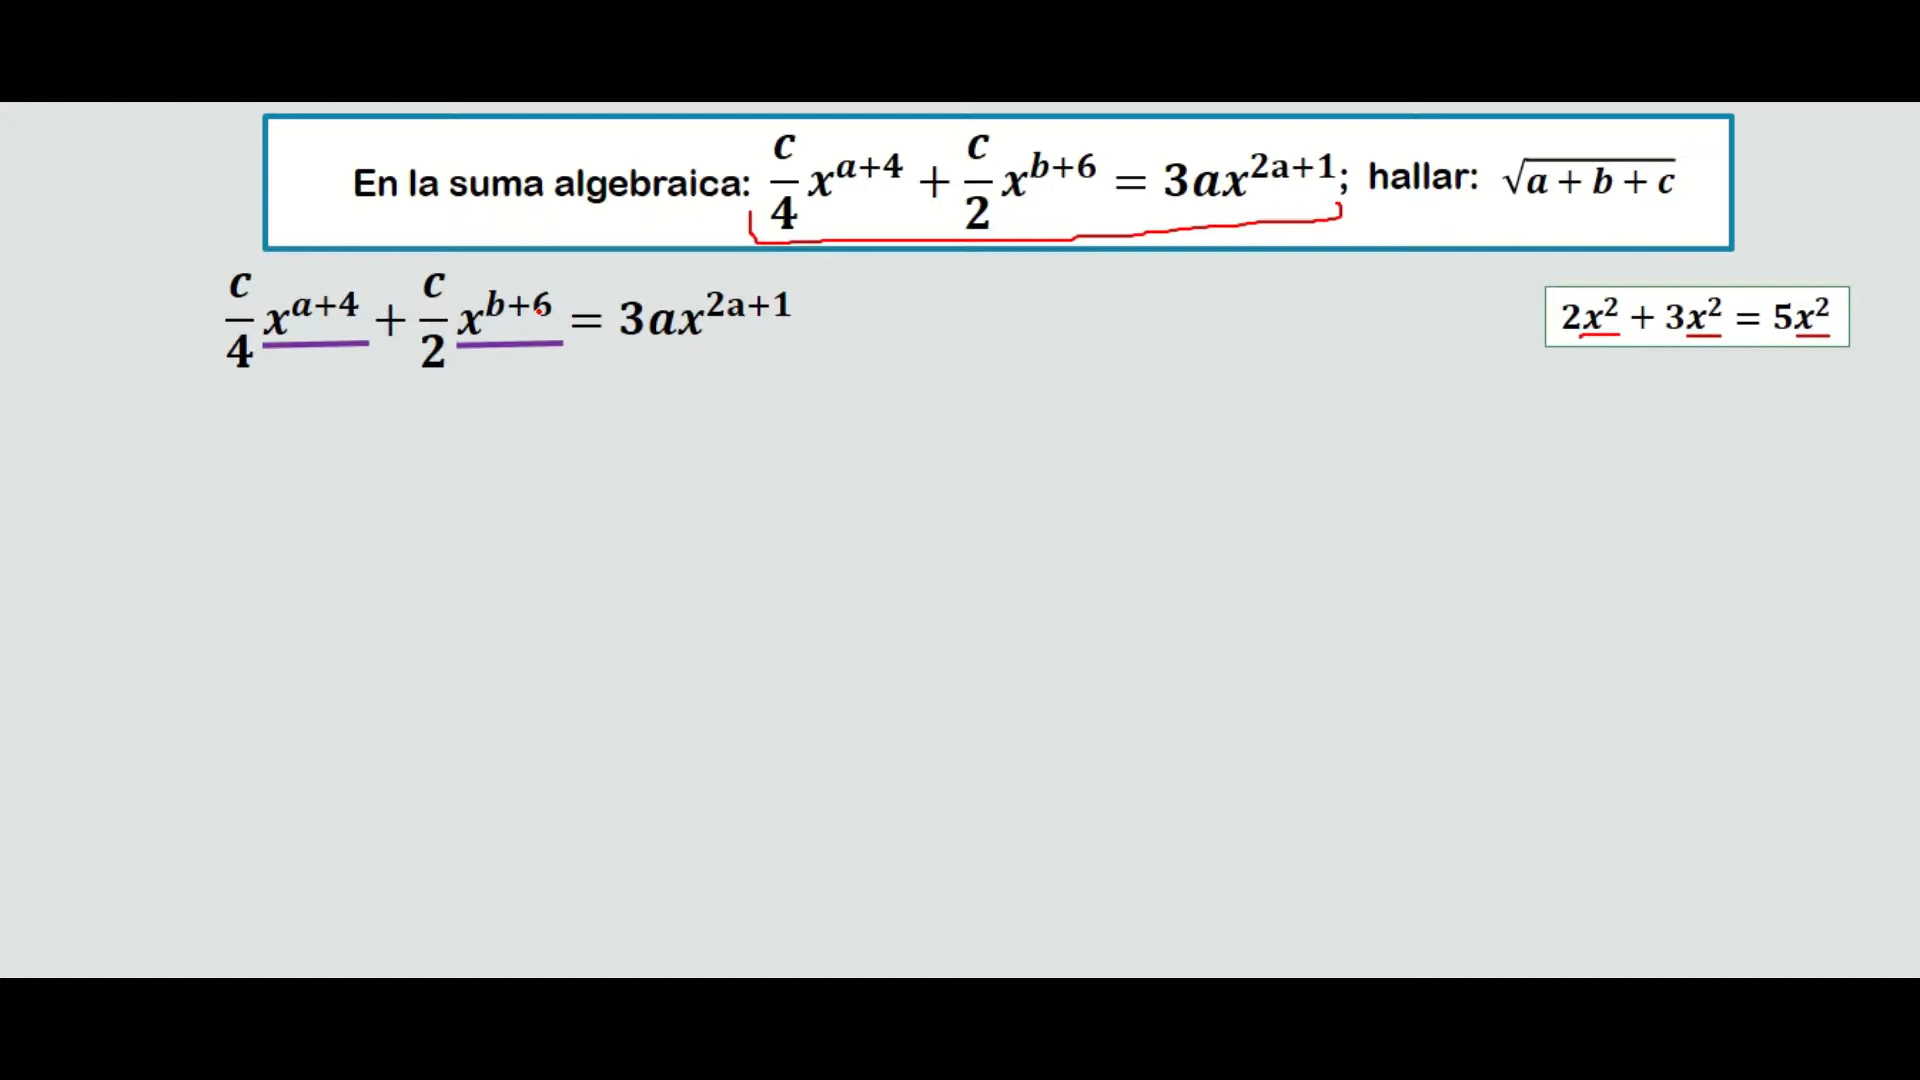 En la suma algebraica: c/4 x^{a+4} + c/2 x^{b+6} = 3ax^{2a+1}; hallar: √(a + b + c)
c/4 x^{a+4} + c/2 x^{b+6} = 3ax^{2a+1}
2x² + 3x² = 5x²